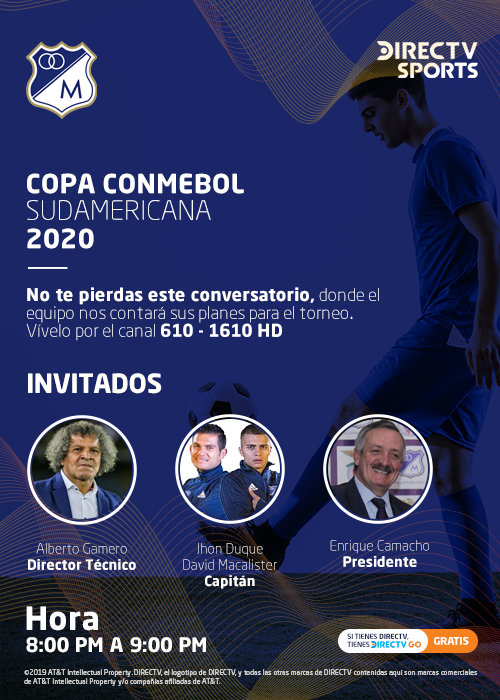 M
DIRECTV
SPORTS
COPA CONMEBOL
SUDAMERICANA
2020
No te pierdas este conversatorio, donde el
equipo nos contará sus planes para el torneo.
Vívelo por el canal 610 - 1610 HD
INVITADOS
Alberto Gamero
Director Técnico
Jhon Duque
David Macalister
Capitán
Enrique Camacho
Presidente
Hora
8:00 PM A 9:00 PM
SI TIENES DIRECTV,
TIENES DIRECTV GO
GRATIS
©2019 AT&T Intellectual Property. DIRECTV, el logotipo de DIRECTV, y todas las otras marcas de DIRECTV contenidas aquí son marcas comerciales
de AT&T Intellectual Property y/o compañías afiliadas de AT&T.